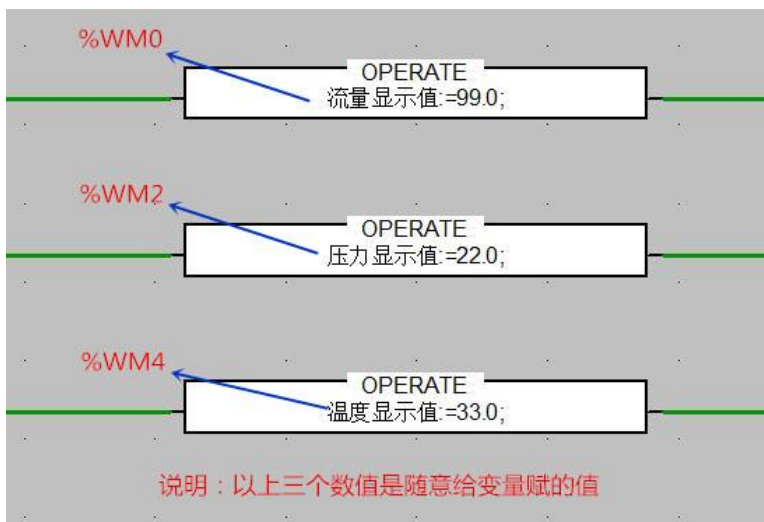 %WM0
OPERATE
流量显示值:=99.0;
%WM2
OPERATE
压力显示值:=22.0;
%WM4
OPERATE
温度显示值:=33.0;
说明：以上三个数值是随意给变量赋的值